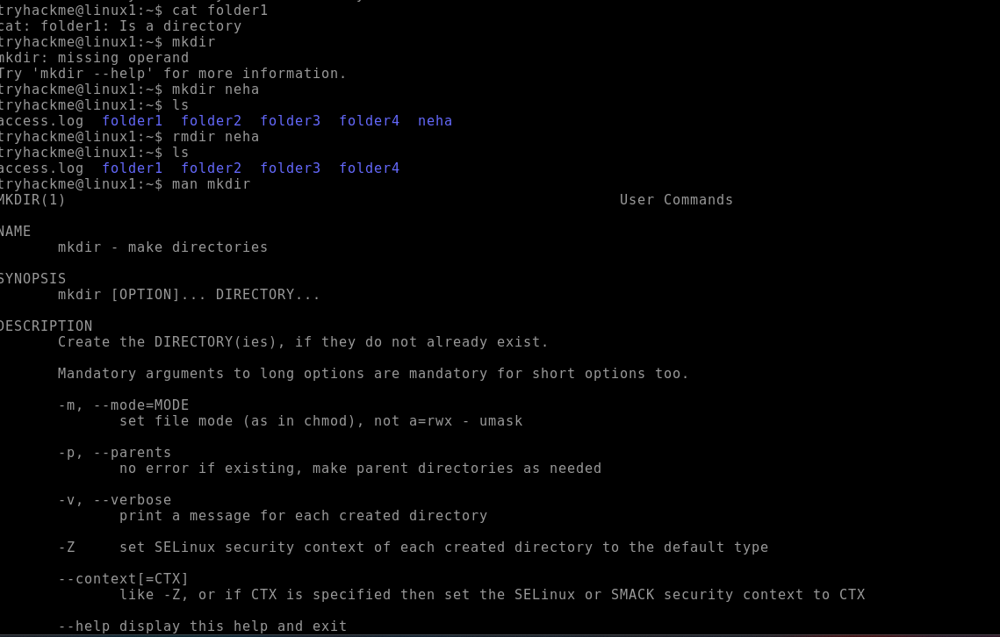 tryhackme@linux1:~$ cat folder1
cat: folder1: Is a directory
tryhackme@linux1:~$ mkdir
mkdir: missing operand
Try 'mkdir --help' for more information.
tryhackme@linux1:~$ mkdir neha
tryhackme@linux1:~$ ls
access.log  folder1  folder2  folder3  folder4  neha
tryhackme@linux1:~$ rmdir neha
tryhackme@linux1:~$ ls
access.log  folder1  folder2  folder3  folder4
tryhackme@linux1:~$ man mkdir
MKDIR(1)                                                               User Commands
NAME
       mkdir - make directories
SYNOPSIS
       mkdir [OPTION]... DIRECTORY...
DESCRIPTION
       Create the DIRECTORY(ies), if they do not already exist.
       Mandatory arguments to long options are mandatory for short options too.
       -m, --mode=MODE
              set file mode (as in chmod), not a=rwx - umask
       -p, --parents
              no error if existing, make parent directories as needed
       -v, --verbose
              print a message for each created directory
       -Z     set SELinux security context of each created directory to the default type
       --context[=CTX]
              like -Z, or if CTX is specified then set the SELinux or SMACK security context to CTX
       --help display this help and exit